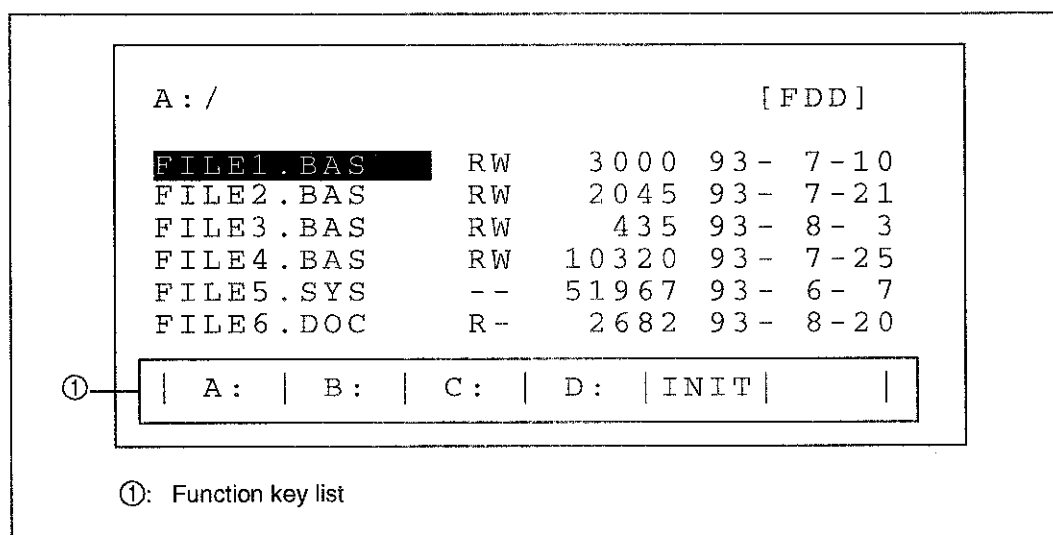 A:/ [FDD]
FILE1.BAS RW 3000 93- 7-10
FILE2.BAS RW 2045 93- 7-21
FILE3.BAS RW 435 93- 8- 3
FILE4.BAS RW 10320 93- 7-25
FILE5.SYS -- 51967 93- 6- 7
FILE6.DOC R- 2682 93- 8-20
① | A: | B: | C: | D: |INIT| |
①: Function key list